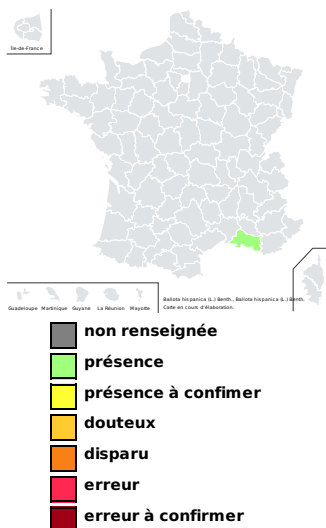 Île-de-France
Guadeloupe Martinique Guyane La Réunion Mayotte
Ballota hispanica (L.) Benth., Ballota hispanica (L.) Benth.
Carte en cours d'élaboration.
non renseignée
présence
présence à confimer
douteux
disparu
erreur
erreur à confirmer